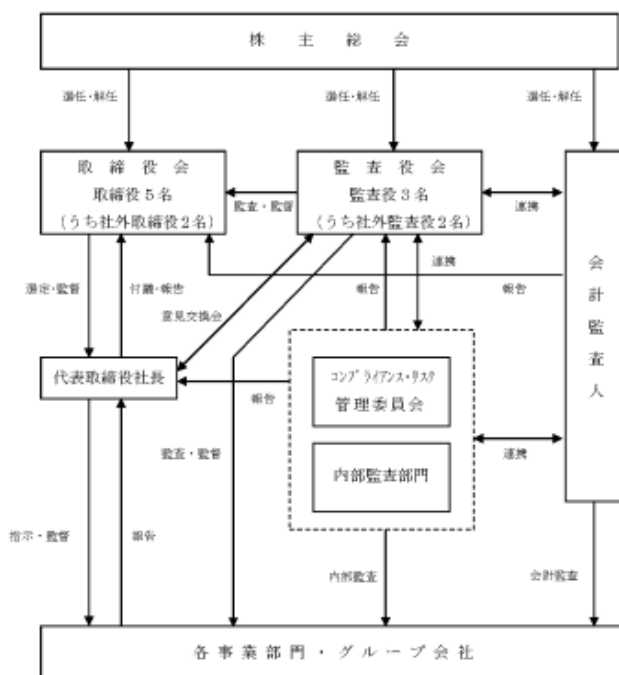 株主総会
選任・解任
選任・解任
選任・解任
取締役会
取締役5名
(うち社外取締役2名)
監査・監督
監査役会
監査役3名
(うち社外監査役2名)
連携
会計監査人
選定・監督
付議・報告
意見交換会
報告
連携
報告
代表取締役社長
報告
コンプライアンス・リスク
管理委員会
内部監査部門
監査・監督
連携
指示・監督
報告
内部監査
会計監査
各事業部門・グループ会社